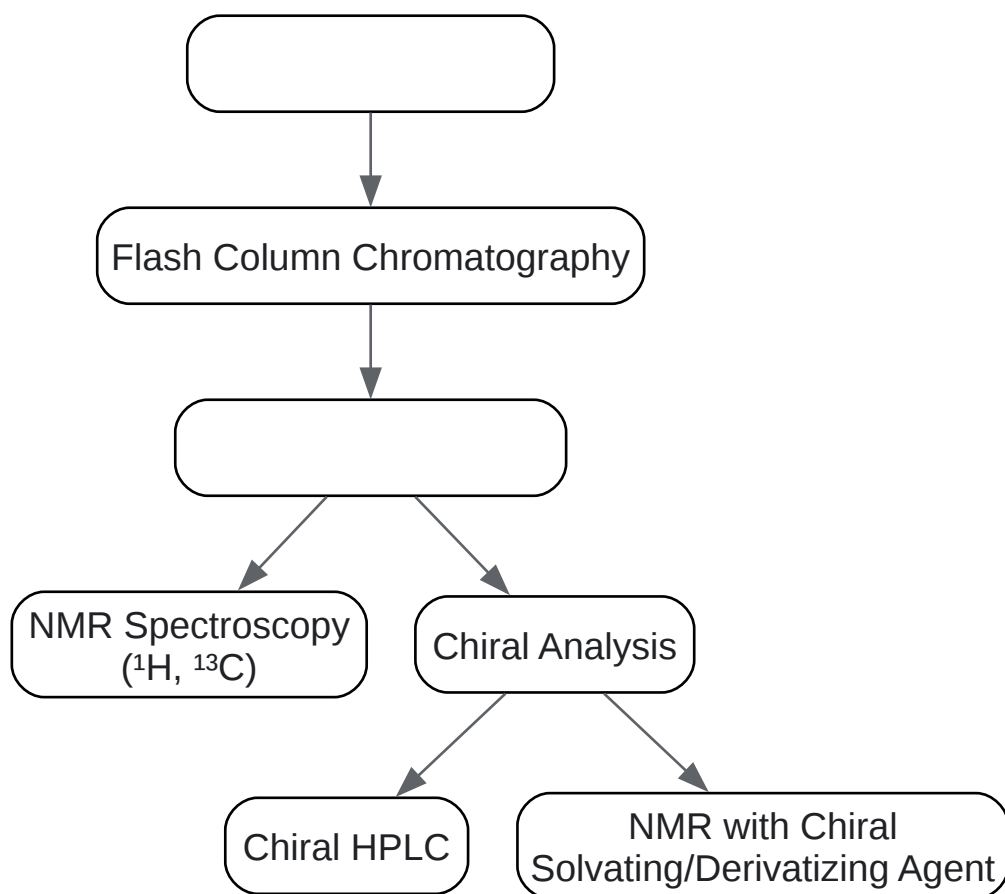 Flash Column Chromatography
NMR Spectroscopy
(¹H, ¹³C)
Chiral Analysis
Chiral HPLC
NMR with Chiral
Solvating/Derivatizing Agent